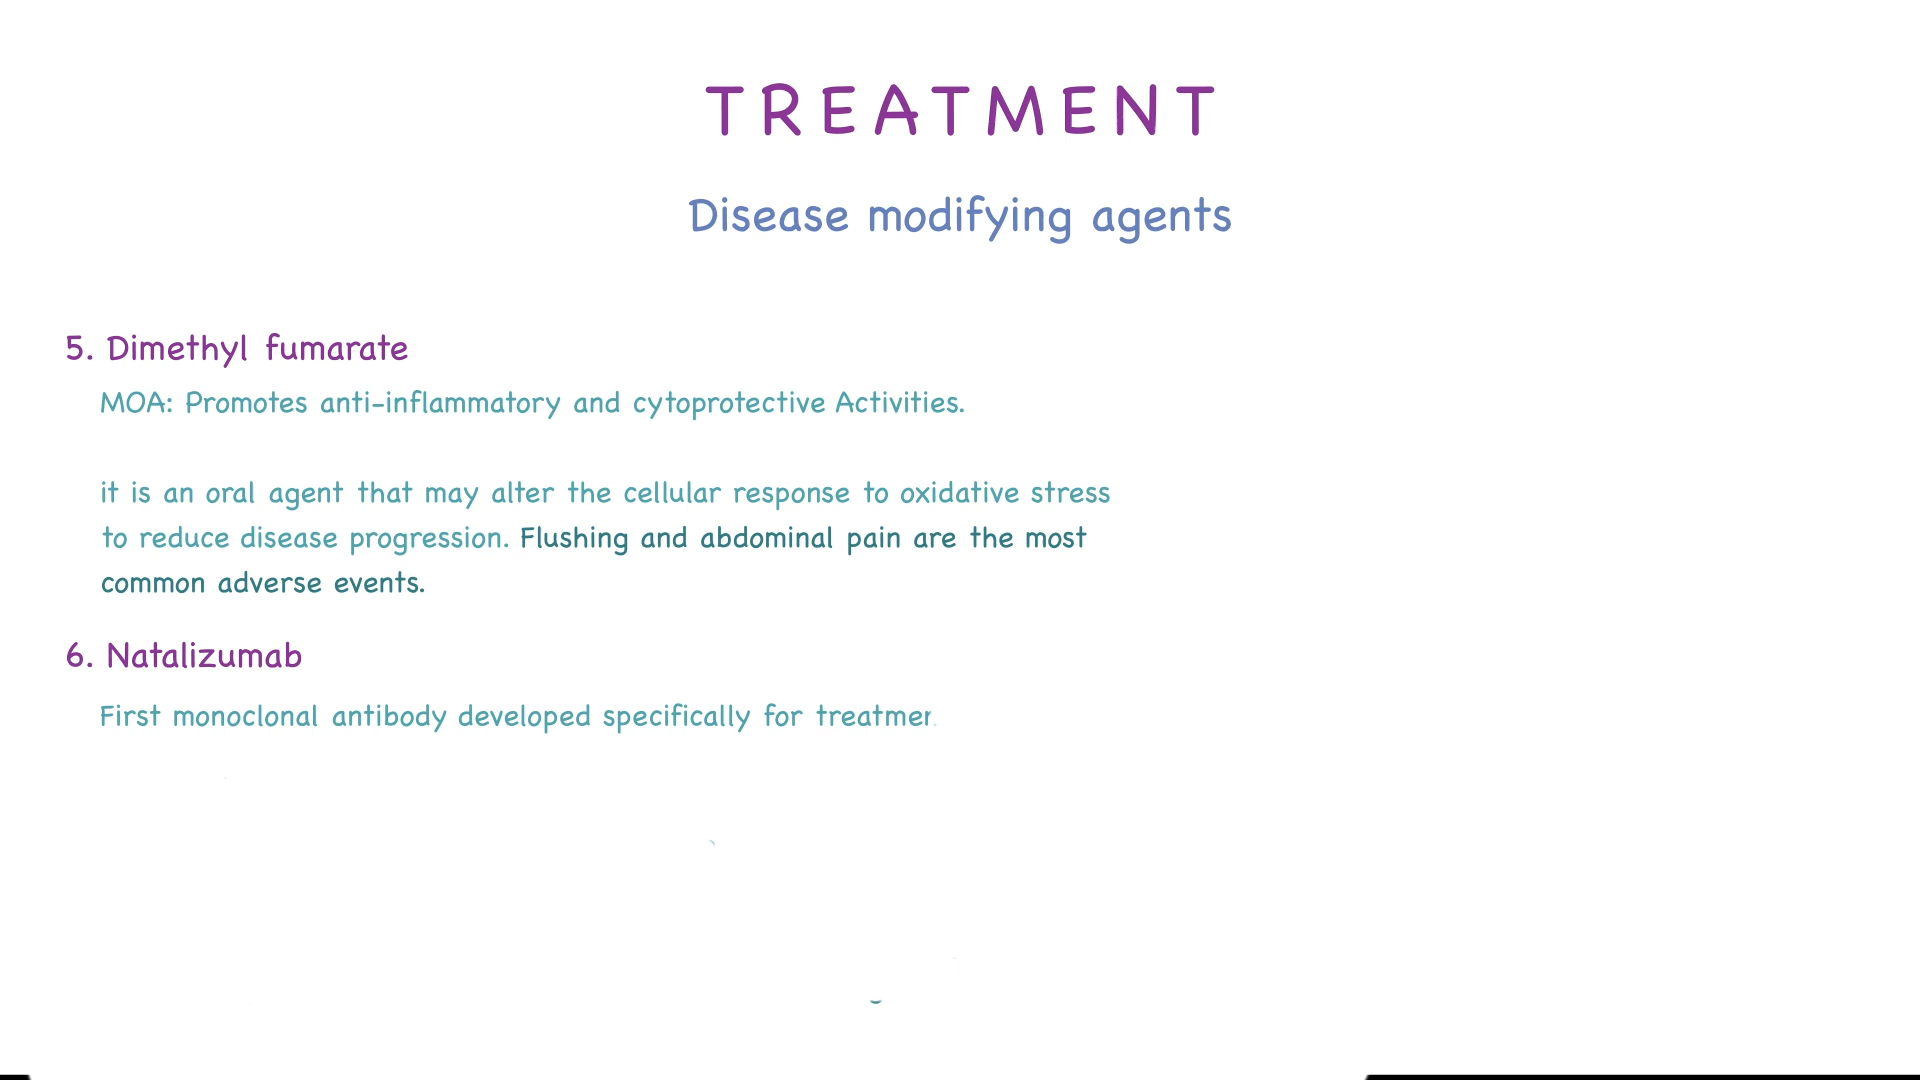 TREATMENT
Disease modifying agents
5. Dimethyl fumarate
MOA: Promotes anti-inflammatory and cytoprotective Activities.
it is an oral agent that may alter the cellular response to oxidative stress
to reduce disease progression. Flushing and abdominal pain are the most
common adverse events.
6. Natalizumab
First monoclonal antibody developed specifically for